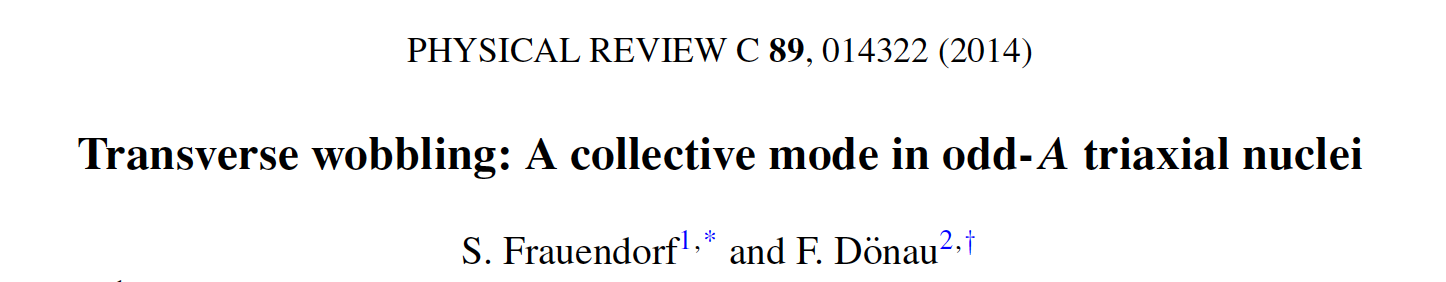 PHYSICAL REVIEW C 89, 014322 (2014)
Transverse wobbling: A collective mode in odd-A triaxial nuclei
S. Frauendorf1,* and F. Dönau2,†